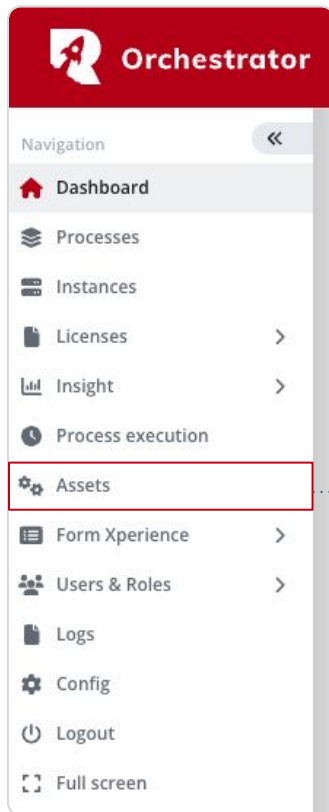 Orchestrator
Navigation
Dashboard
Processes
Instances
Licenses
Insight
Process execution
Assets
Form Xperience
Users & Roles
Logs
Config
Logout
Full screen